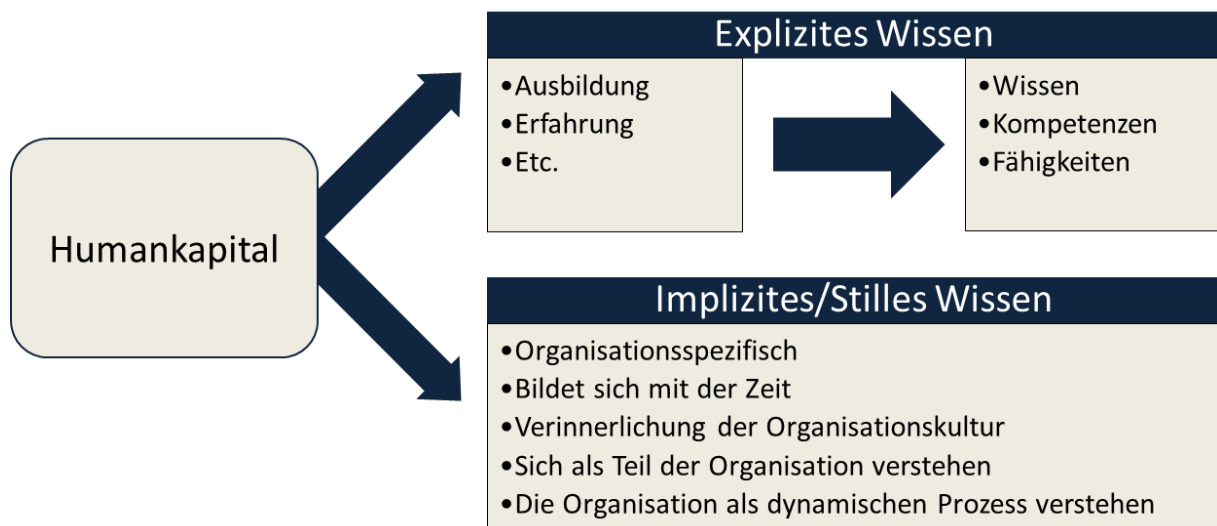 Humankapital
Explizites Wissen
•Ausbildung
•Erfahrung
•Etc.
•Wissen
•Kompetenzen
•Fähigkeiten
Implizites/Stilles Wissen
•Organisationsspezifisch
•Bildet sich mit der Zeit
•Verinnerlichung der Organisationskultur
•Sich als Teil der Organisation verstehen
•Die Organisation als dynamischen Prozess verstehen